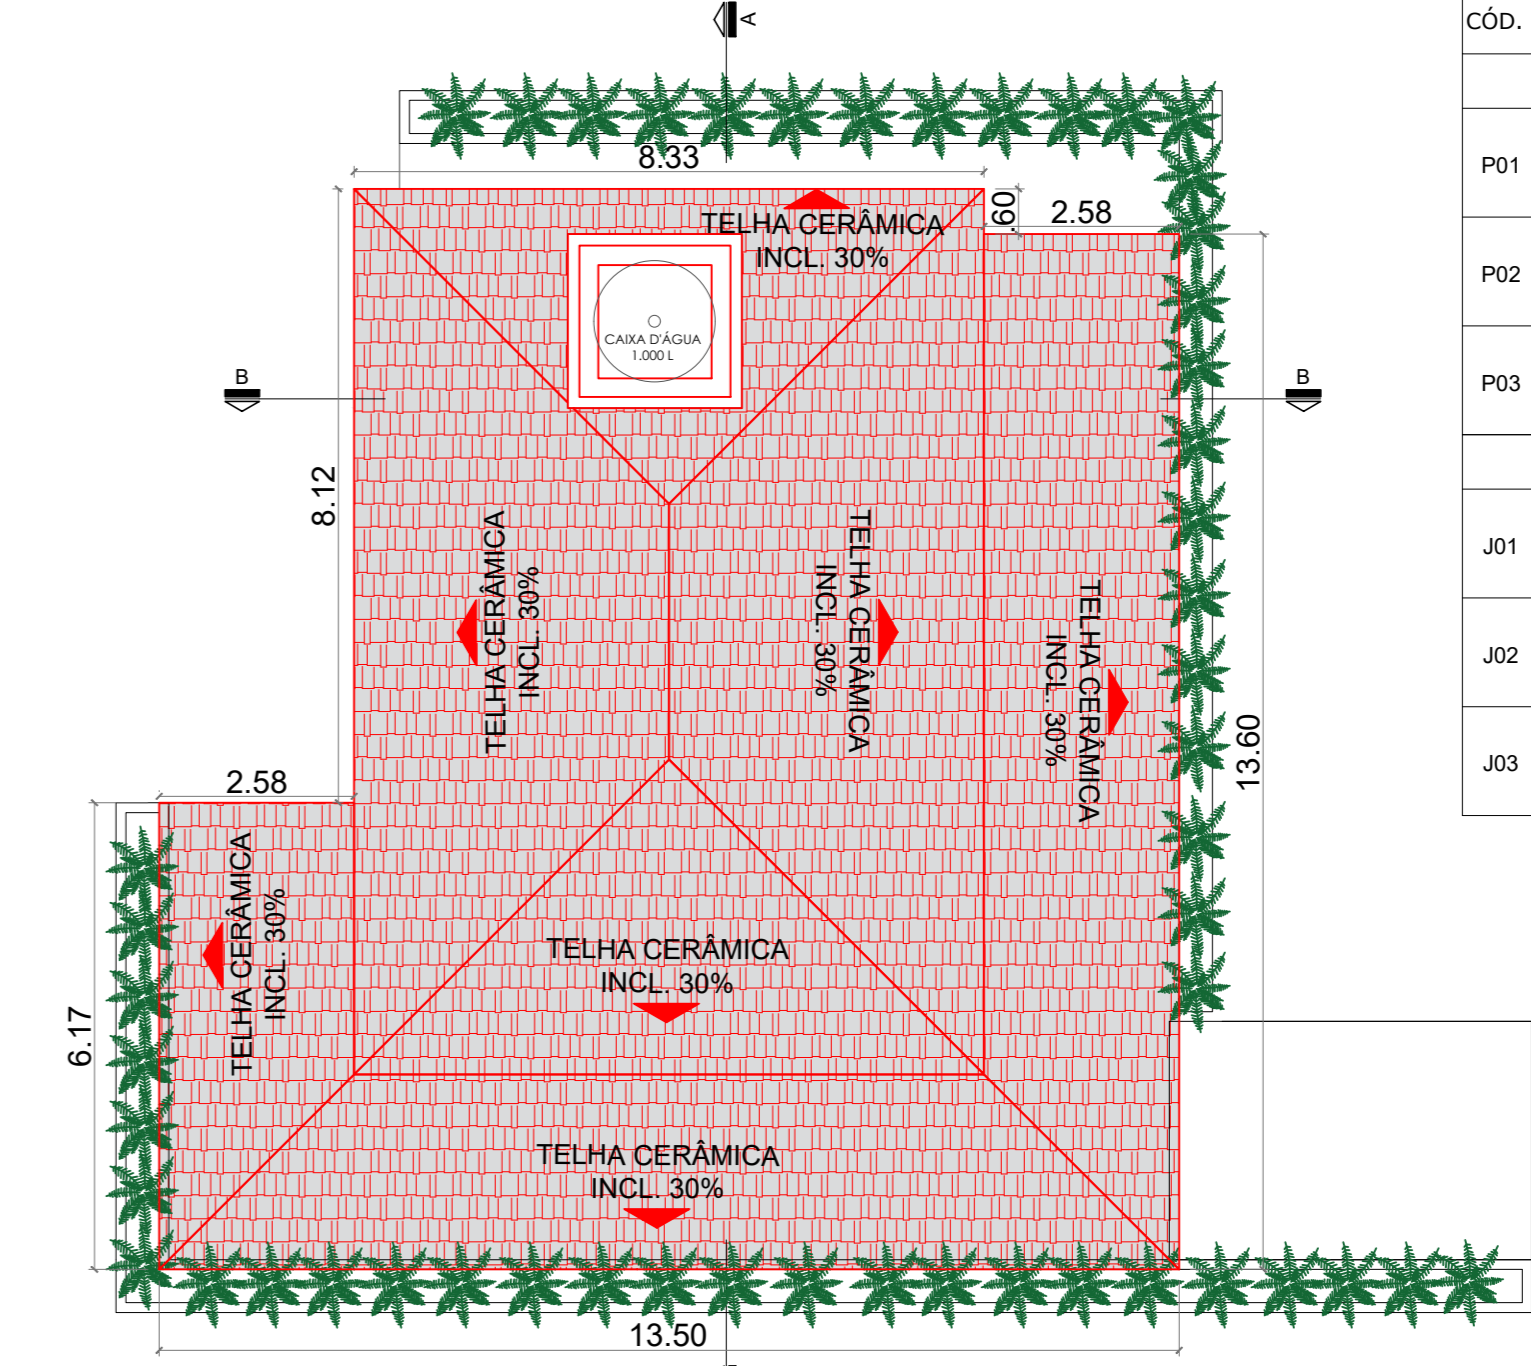 A
CÓD.
8.33
P01
TELHA CERÂMICA
INCL. 30%
.60
2.58
P02
CAIXA D'ÁGUA
1.000 L
B
B
P03
8.12
TELHA CERÂMICA
INCL. 30%
TELHA CERÂMICA
INCL. 30%
TELHA CERÂMICA
INCL. 30%
J01
J02
13.60
J03
2.58
TELHA CERÂMICA
INCL. 30%
TELHA CERÂMICA
INCL. 30%
6.17
TELHA CERÂMICA
INCL. 30%
13.50